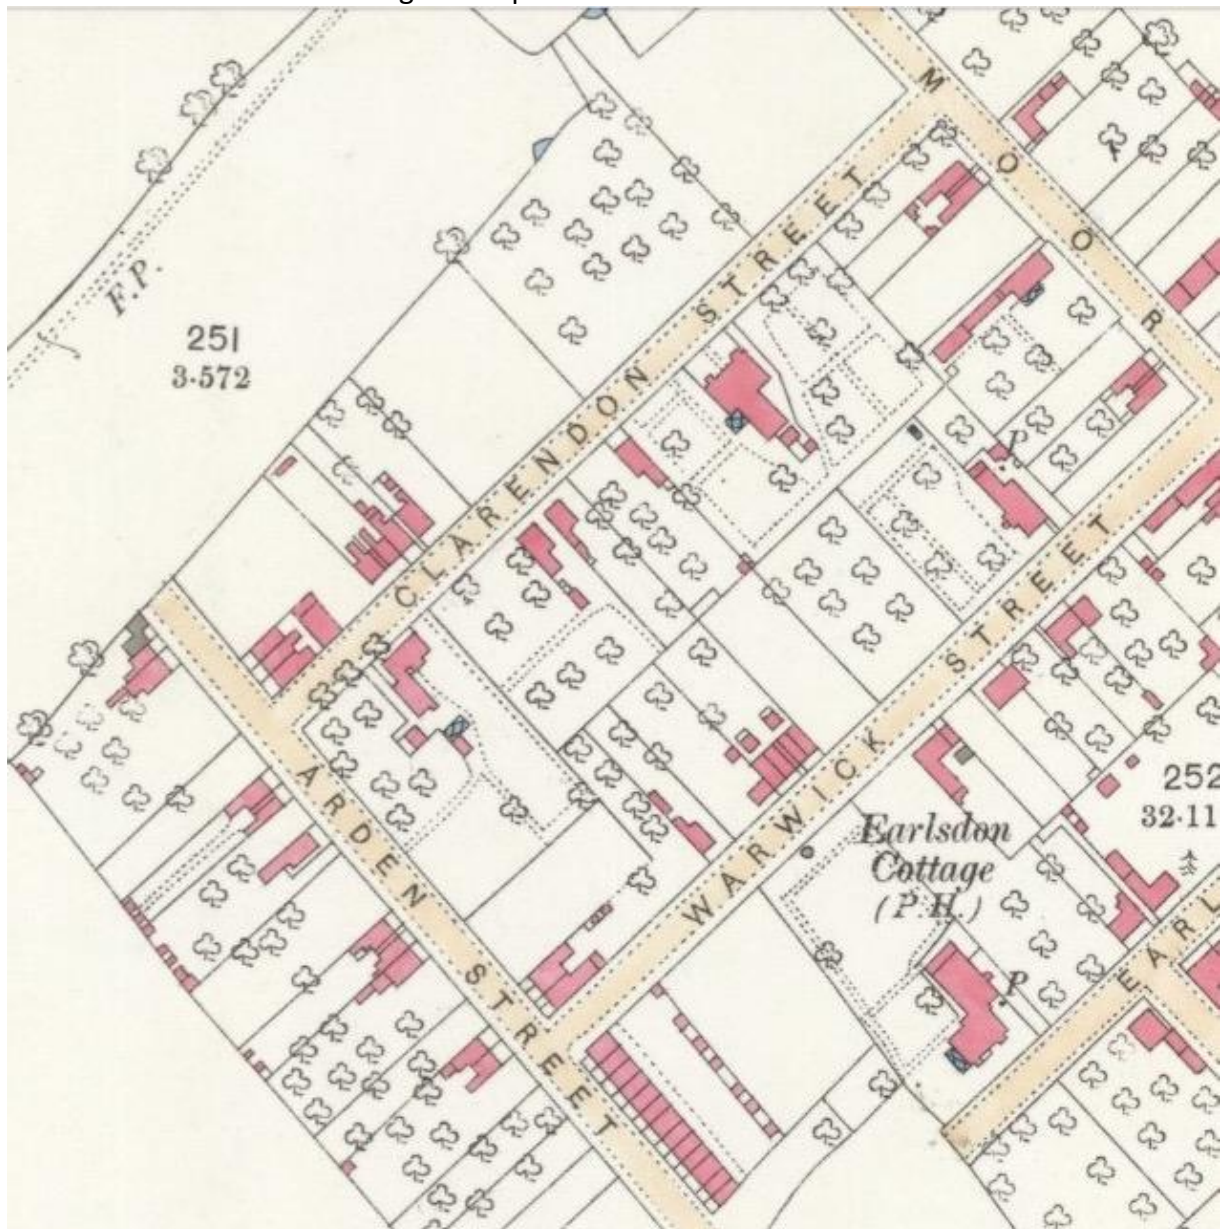 MOOR
F.P.
251
3·572
CLARENDON STREET
P
WARWICK STREET
252
32·11
Earlsdon
Cottage
(P.H.)
ARDEN STREET
P
EARL